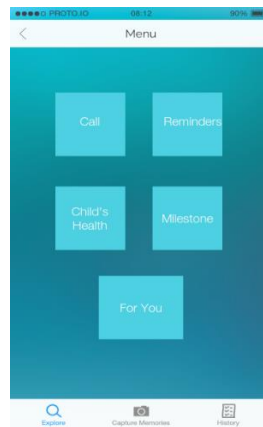 PROTO.IO 08:12 90%
Menu
Call Reminders
Child's
Health
Milestone
For You
Explore Capture Memories History